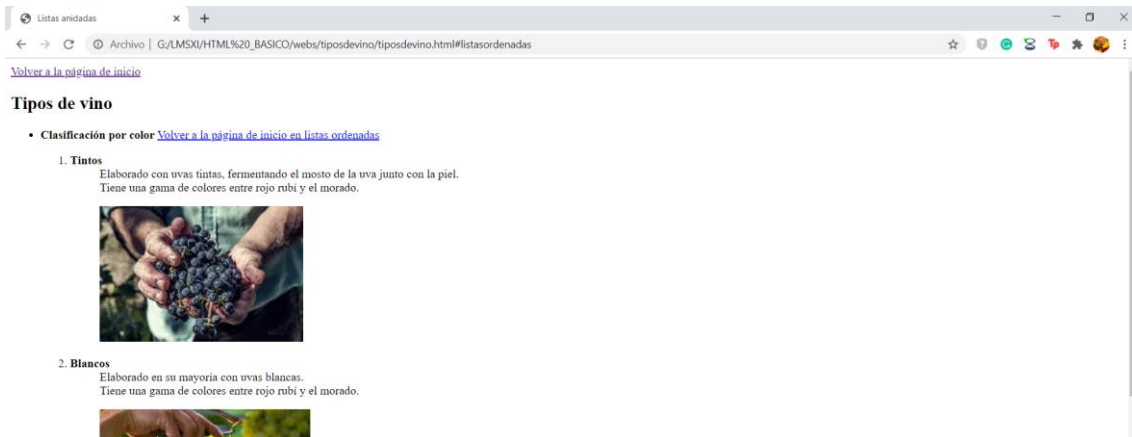 Listas anidadas
Archivo | G:/LMSXI/HTML%20_BASICO/webs/tiposdevino/tiposdevino.html#listasordenadas
Tp
Volver a la página de inicio
Tipos de vino
• Clasificación por color Volver a la página de inicio en listas ordenadas
1. Tintos
Elaborado con uvas tintas, fermentando el mosto de la uva junto con la piel.
Tiene una gama de colores entre rojo rubí y el morado.
2. Blancos
Elaborado en su mayoría con uvas blancas.
Tiene una gama de colores entre rojo rubí y el morado.